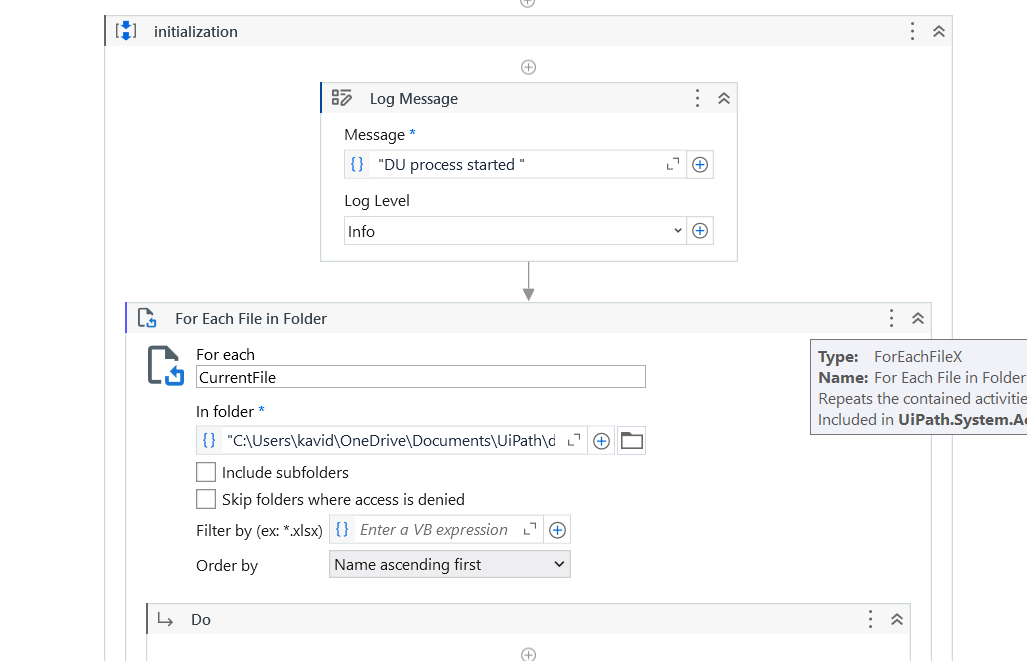 initialization
Log Message
Message *
"DU process started "
Log Level
Info
For Each File in Folder
For each
CurrentFile
In folder *
"C:\Users\kavid\OneDrive\Documents\UiPath\d
Include subfolders
Skip folders where access is denied
Filter by (ex: *.xlsx) Enter a VB expression
Order by Name ascending first
Do
Type: ForEachFileX
Name: For Each File in Folder
Repeats the contained activitie
Included in UiPath.System.Ac